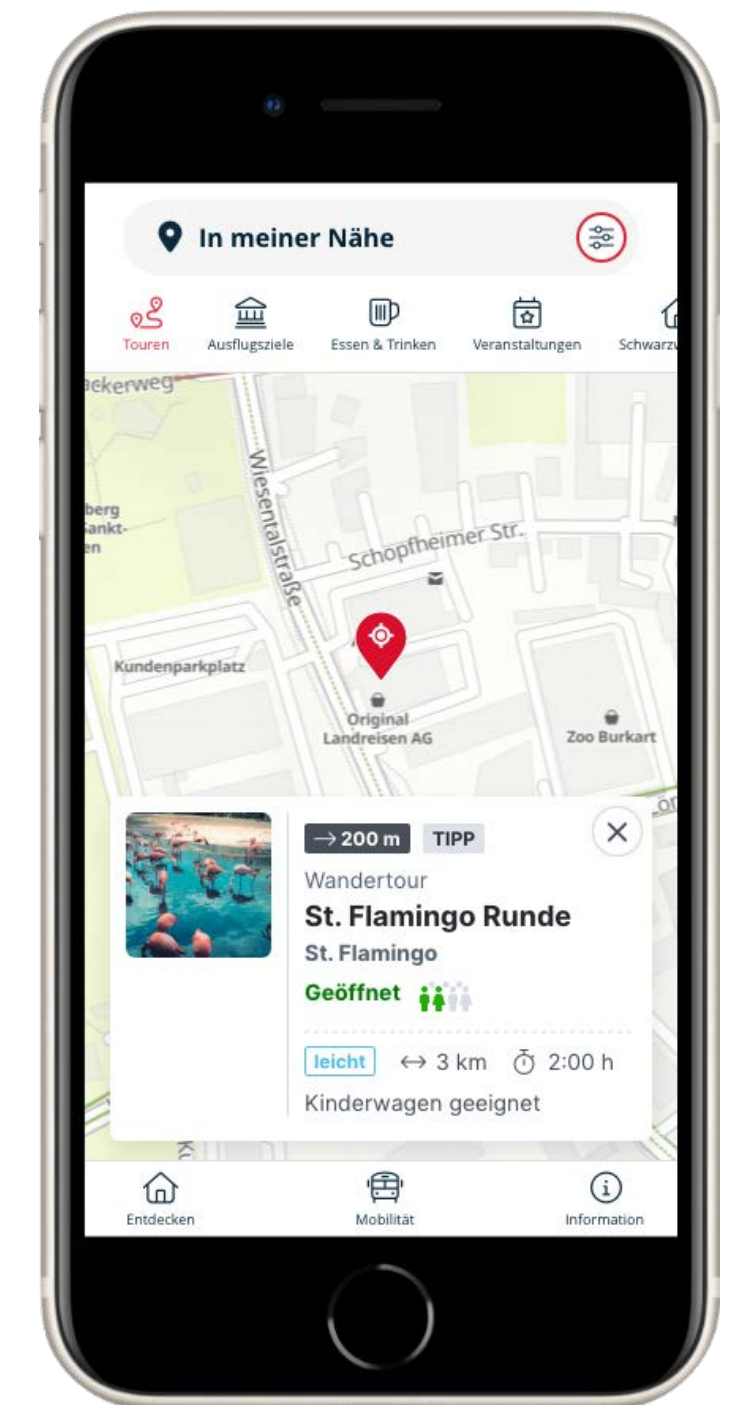 In meiner Nähe
Touren
Ausflugsziele
Essen & Trinken
Veranstaltungen
Schwarzw
ackerweg
Wiesentalstraße
berg
Sankt-
en
Schopfheimer Str.
Kundenparkplatz
Original
Landreisen AG
Zoo Burkart
→ 200 m TIPP
Wandertour
St. Flamingo Runde
St. Flamingo
Geöffnet
leicht ↔ 3 km 2:00 h
Kinderwagen geeignet
Entdecken
Mobilität
Information